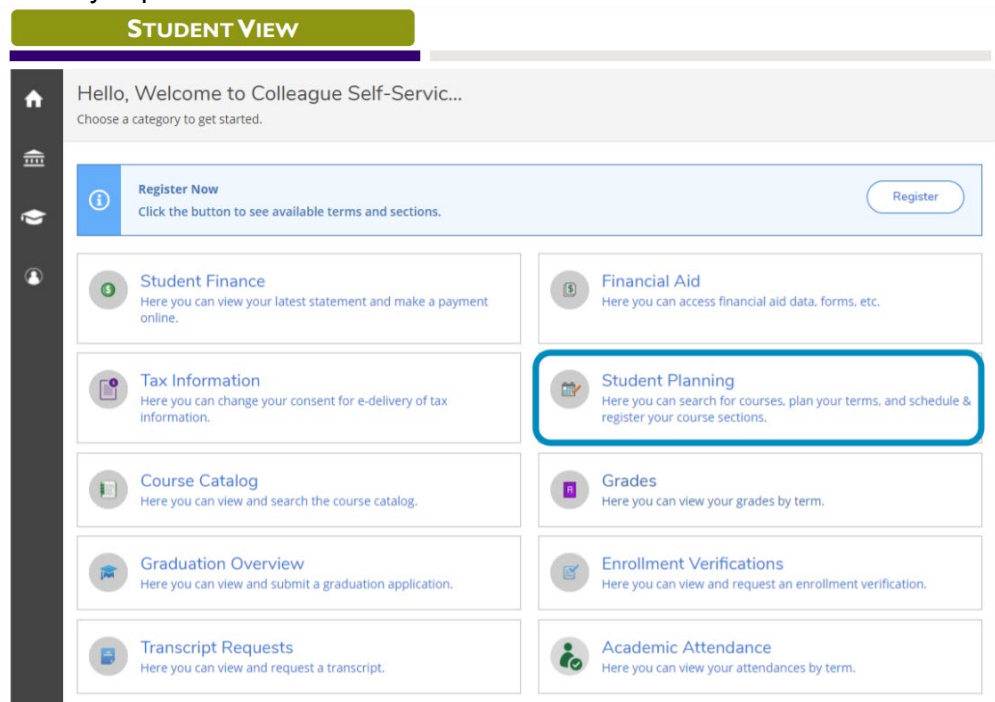 STUDENT VIEW
Hello, Welcome to Colleague Self-Servic...
Choose a category to get started.
Register Now
Click the button to see available terms and sections.
Register
Student Finance
Here you can view your latest statement and make a payment
online.
Financial Aid
Here you can access financial aid data, forms, etc.
Tax Information
Here you can change your consent for e-delivery of tax
information.
Student Planning
Here you can search for courses, plan your terms, and schedule &
register your course sections.
Course Catalog
Here you can view and search the course catalog.
Grades
Here you can view your grades by term.
Graduation Overview
Here you can view and submit a graduation application.
Enrollment Verifications
Here you can view and request an enrollment verification.
Transcript Requests
Here you can view and request a transcript.
Academic Attendance
Here you can view your attendances by term.